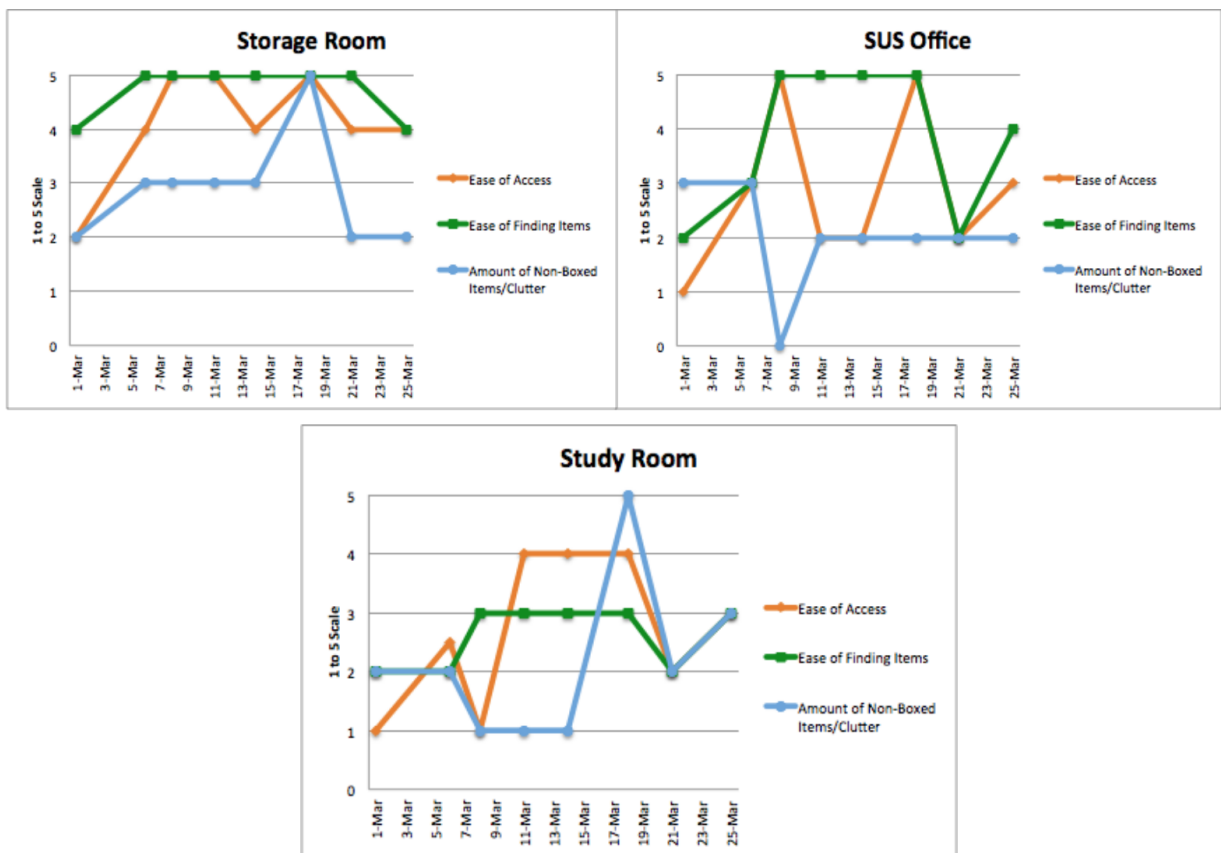 Storage Room
5
4
3
2
1
0
1 to 5 Scale
1-Mar
3-Mar
5-Mar
7-Mar
9-Mar
11-Mar
13-Mar
15-Mar
17-Mar
19-Mar
21-Mar
23-Mar
25-Mar
Ease of Access
Ease of Finding Items
Amount of Non-Boxed
Items/Clutter
SUS Office
5
4
3
2
1
0
1 to 5 Scale
1-Mar
3-Mar
5-Mar
7-Mar
9-Mar
11-Mar
13-Mar
15-Mar
17-Mar
19-Mar
21-Mar
23-Mar
25-Mar
Ease of Access
Ease of Finding Items
Amount of Non-Boxed
Items/Clutter
Study Room
5
4
3
2
1
0
1 to 5 Scale
1-Mar
3-Mar
5-Mar
7-Mar
9-Mar
11-Mar
13-Mar
15-Mar
17-Mar
19-Mar
21-Mar
23-Mar
25-Mar
Ease of Access
Ease of Finding Items
Amount of Non-Boxed
Items/Clutter